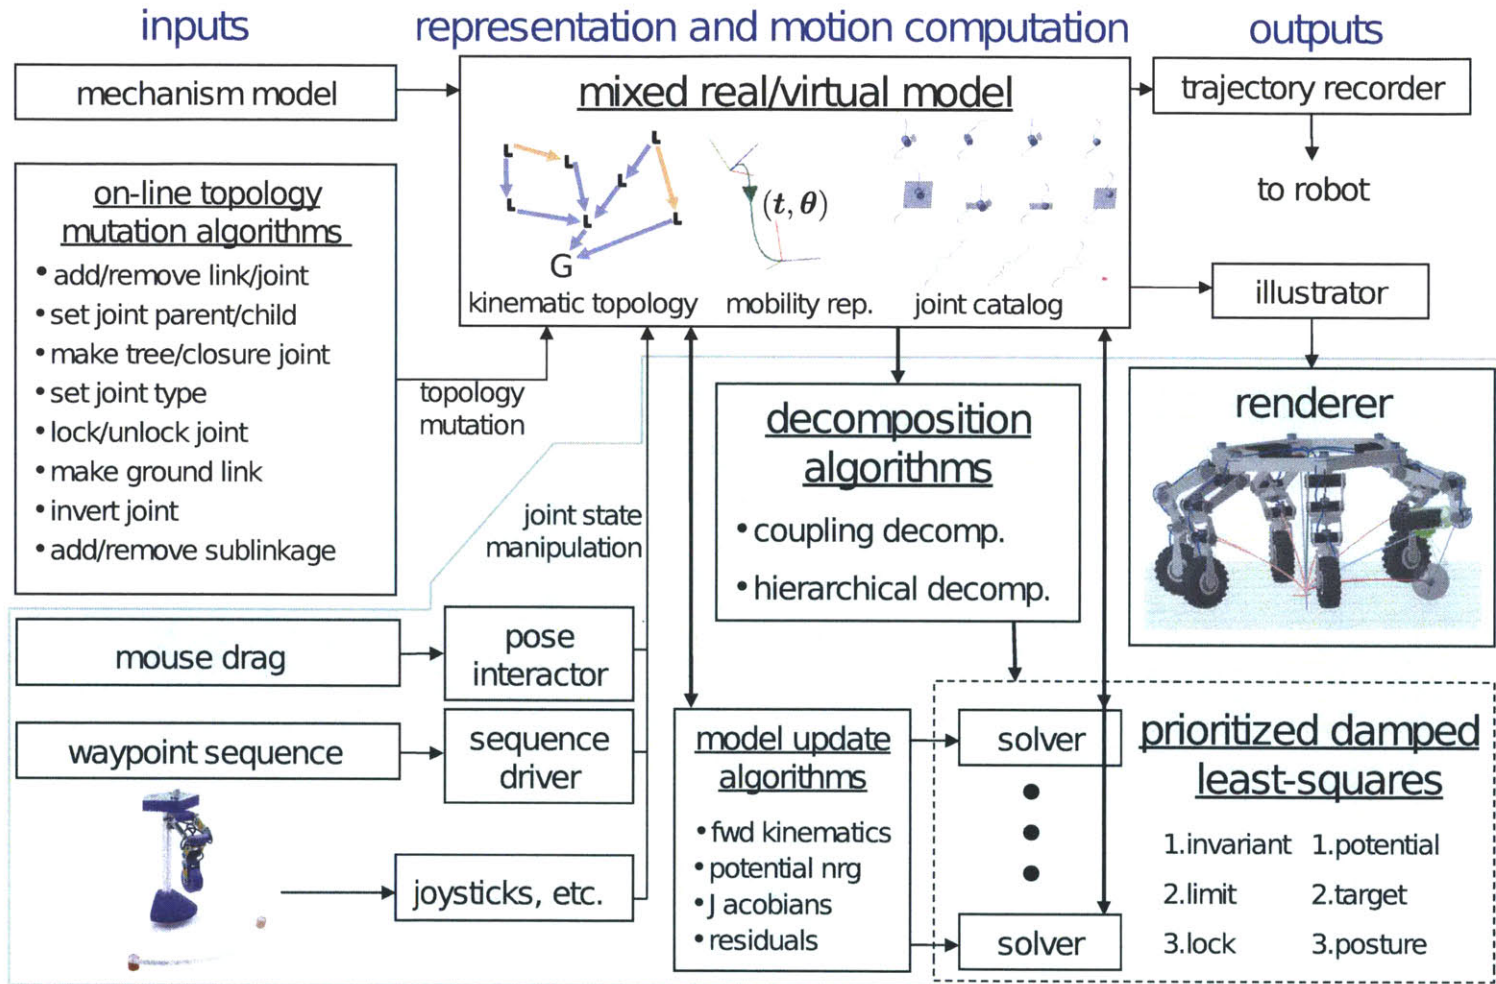 inputs
representation and motion computation
outputs
mechanism model
mixed real/virtual model
L
L
L
L
L
L
L
G
(t, θ)
kinematic topology
mobility rep.
joint catalog
trajectory recorder
to robot
illustrator
renderer
on-line topology
mutation algorithms
• add/remove link/joint
• set joint parent/child
• make tree/closure joint
• set joint type
• lock/unlock joint
• make ground link
• invert joint
• add/remove sublinkage
topology
mutation
joint state
manipulation
decomposition
algorithms
• coupling decomp.
• hierarchical decomp.
mouse drag
pose
interactor
waypoint sequence
sequence
driver
joysticks, etc.
model update
algorithms
• fwd kinematics
• potential nrg
• Jacobians
• residuals
solver
solver
prioritized damped
least-squares
1.invariant
2.limit
3.lock
1.potential
2.target
3.posture